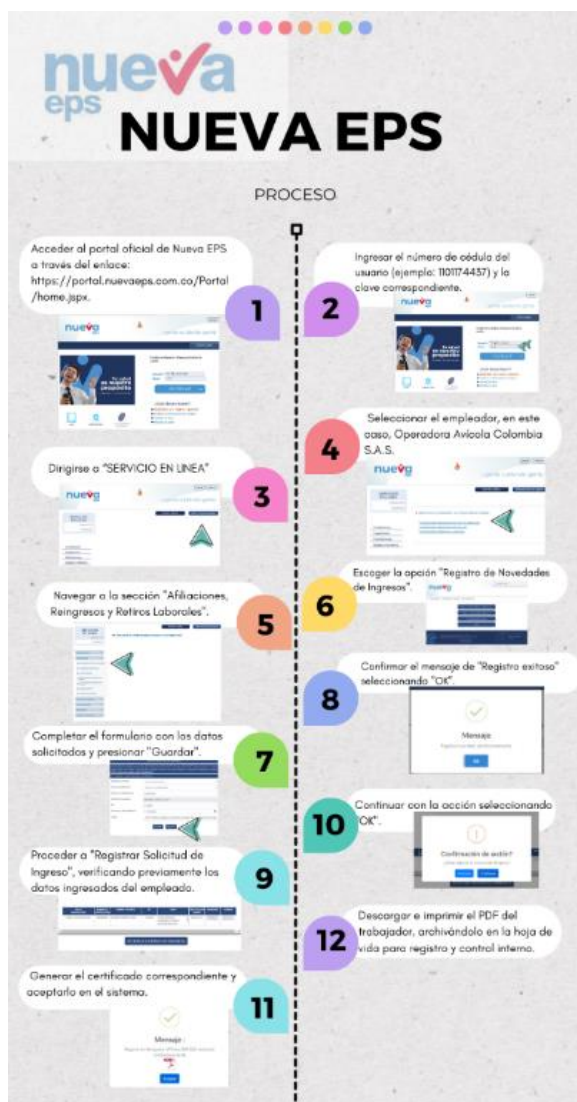 nueva
eps
NUEVA EPS
PROCESO
Acceder al portal oficial de Nueva EPS
a través del enlace:
https://portal.nuevaeps.com.co/Portal
/home.jspx.
1
Ingresar el número de cédula del
usuario (ejemplo: 1101174437) y la
clave correspondiente.
2
nueva
nueva
Dirigirse a "SERVICIO EN LINEA"
3
nueva
Seleccionar el empleador, en este
caso, Operadora Avícola Colombia
S.A.S.
4
nueva
Navegar a la sección "Afiliaciones,
Reingresos y Retiros Laborales".
5
Escoger la opción "Registro de Novedades
de Ingresos".
6
Completar el formulario con los datos
solicitados y presionar "Guardar".
7
Confirmar el mensaje de "Registro exitoso"
seleccionando "OK".
8
Mensaje
Proceder a "Registrar Solicitud de
Ingreso", verificando previamente los
datos ingresados del empleado.
9
Continuar con la acción seleccionando
"OK".
10
Confirmación de acción?
Generar el certificado correspondiente y
aceptarlo en el sistema.
11
Mensaje :
Descargar e imprimir el PDF del
trabajador, archivándolo en la hoja de
vida para registro y control interno.
12